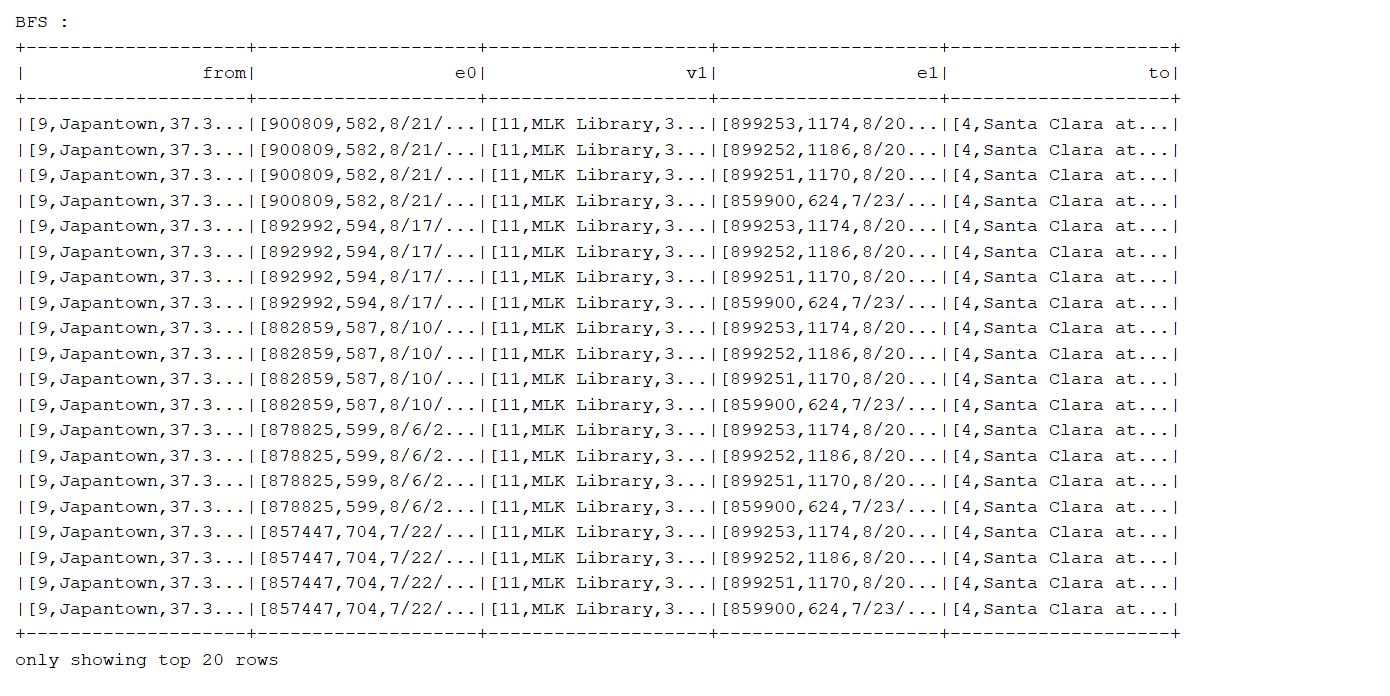 BFS :
+--------------------+--------------------+--------------------+--------------------+--------------------+
|                from|                  e0|                  v1|                  e1|                  to|
+--------------------+--------------------+--------------------+--------------------+--------------------+
|[9,Japantown,37.3...|[900809,582,8/21/...|[11,MLK Library,3...|[899253,1174,8/20...|[4,Santa Clara at...|
|[9,Japantown,37.3...|[900809,582,8/21/...|[11,MLK Library,3...|[899252,1186,8/20...|[4,Santa Clara at...|
|[9,Japantown,37.3...|[900809,582,8/21/...|[11,MLK Library,3...|[899251,1170,8/20...|[4,Santa Clara at...|
|[9,Japantown,37.3...|[900809,582,8/21/...|[11,MLK Library,3...|[859900,624,7/23/...|[4,Santa Clara at...|
|[9,Japantown,37.3...|[892992,594,8/17/...|[11,MLK Library,3...|[899253,1174,8/20...|[4,Santa Clara at...|
|[9,Japantown,37.3...|[892992,594,8/17/...|[11,MLK Library,3...|[899252,1186,8/20...|[4,Santa Clara at...|
|[9,Japantown,37.3...|[892992,594,8/17/...|[11,MLK Library,3...|[899251,1170,8/20...|[4,Santa Clara at...|
|[9,Japantown,37.3...|[892992,594,8/17/...|[11,MLK Library,3...|[859900,624,7/23/...|[4,Santa Clara at...|
|[9,Japantown,37.3...|[882859,587,8/10/...|[11,MLK Library,3...|[899253,1174,8/20...|[4,Santa Clara at...|
|[9,Japantown,37.3...|[882859,587,8/10/...|[11,MLK Library,3...|[899252,1186,8/20...|[4,Santa Clara at...|
|[9,Japantown,37.3...|[882859,587,8/10/...|[11,MLK Library,3...|[899251,1170,8/20...|[4,Santa Clara at...|
|[9,Japantown,37.3...|[882859,587,8/10/...|[11,MLK Library,3...|[859900,624,7/23/...|[4,Santa Clara at...|
|[9,Japantown,37.3...|[878825,599,8/6/2...|[11,MLK Library,3...|[899253,1174,8/20...|[4,Santa Clara at...|
|[9,Japantown,37.3...|[878825,599,8/6/2...|[11,MLK Library,3...|[899252,1186,8/20...|[4,Santa Clara at...|
|[9,Japantown,37.3...|[878825,599,8/6/2...|[11,MLK Library,3...|[899251,1170,8/20...|[4,Santa Clara at...|
|[9,Japantown,37.3...|[878825,599,8/6/2...|[11,MLK Library,3...|[859900,624,7/23/...|[4,Santa Clara at...|
|[9,Japantown,37.3...|[857447,704,7/22/...|[11,MLK Library,3...|[899253,1174,8/20...|[4,Santa Clara at...|
|[9,Japantown,37.3...|[857447,704,7/22/...|[11,MLK Library,3...|[899252,1186,8/20...|[4,Santa Clara at...|
|[9,Japantown,37.3...|[857447,704,7/22/...|[11,MLK Library,3...|[899251,1170,8/20...|[4,Santa Clara at...|
|[9,Japantown,37.3...|[857447,704,7/22/...|[11,MLK Library,3...|[859900,624,7/23/...|[4,Santa Clara at...|
+--------------------+--------------------+--------------------+--------------------+--------------------+
only showing top 20 rows